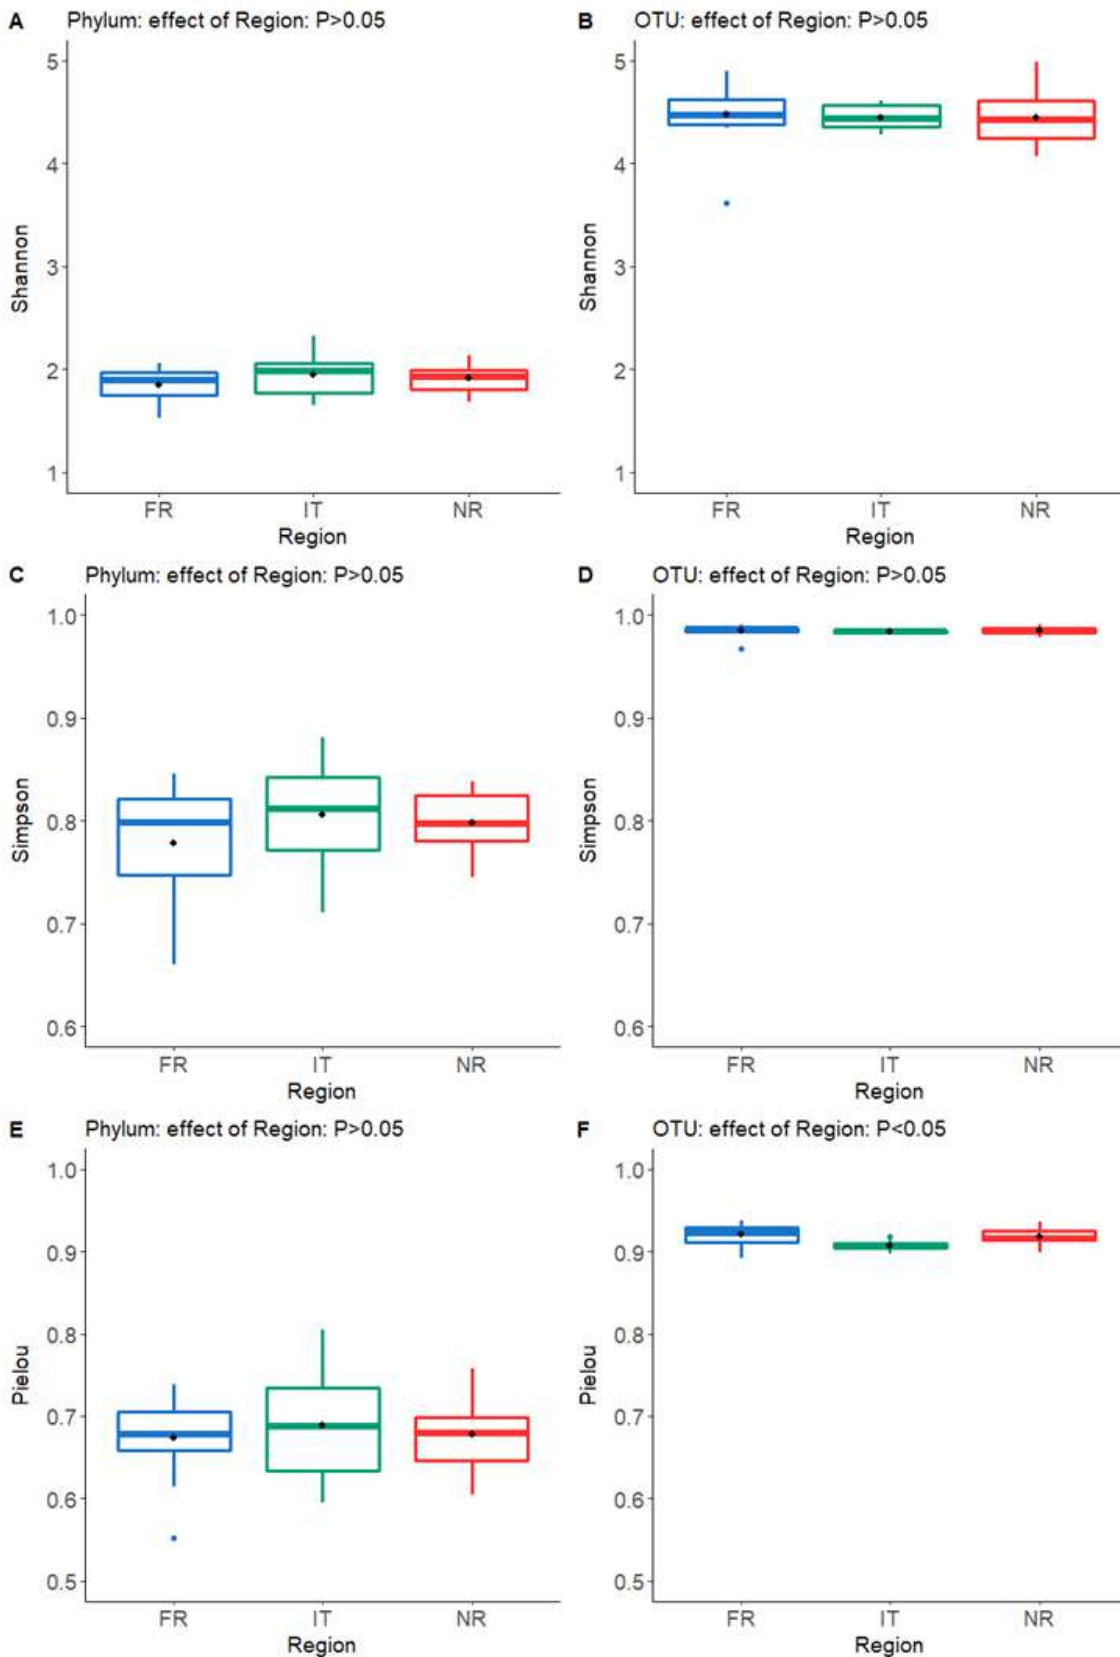 A Phylum: effect of Region: P>0.05
5
4
3
2
1
Shannon
FR IT NR
Region
B OTU: effect of Region: P>0.05
5
4
3
2
1
Shannon
FR IT NR
Region
C Phylum: effect of Region: P>0.05
1.0
0.9
0.8
0.7
0.6
Simpson
FR IT NR
Region
D OTU: effect of Region: P>0.05
1.0
0.9
0.8
0.7
0.6
Simpson
FR IT NR
Region
E Phylum: effect of Region: P>0.05
1.0
0.9
0.8
0.7
0.6
0.5
Pielou
FR IT NR
Region
F OTU: effect of Region: P<0.05
1.0
0.9
0.8
0.7
0.6
0.5
Pielou
FR IT NR
Region